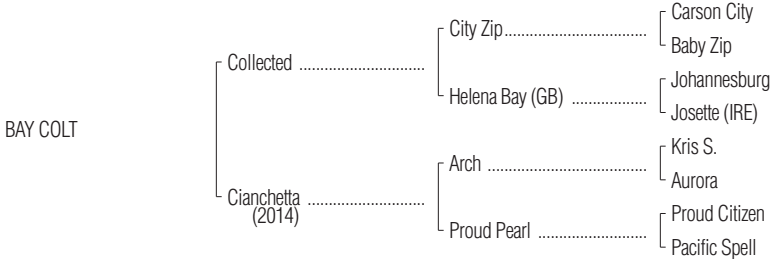 Carson City
City Zip
Baby Zip
Collected
Johannesburg
Helena Bay (GB)
Josette (IRE)
BAY COLT
Kris S.
Arch
Aurora
Cianchetta
(2014)
Proud Citizen
Proud Pearl
Pacific Spell